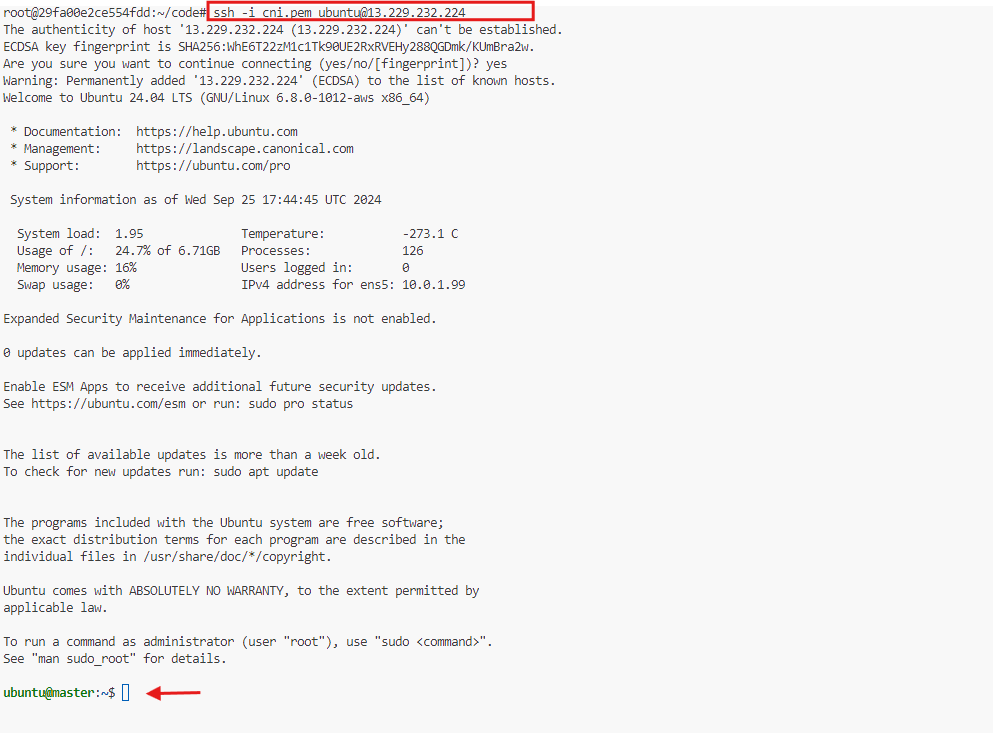 root@29fa00e2ce554fdd:~/code# ssh -i cni.pem ubuntu@13.229.232.224
The authenticity of host '13.229.232.224 (13.229.232.224)' can't be established.
ECDSA key fingerprint is SHA256:WhE6T22zM1c1Tk90UE2RxRVEHy288QGDmk/KUmBra2w.
Are you sure you want to continue connecting (yes/no/[fingerprint])? yes
Warning: Permanently added '13.229.232.224' (ECDSA) to the list of known hosts.
Welcome to Ubuntu 24.04 LTS (GNU/Linux 6.8.0-1012-aws x86_64)
* Documentation:  https://help.ubuntu.com
* Management:     https://landscape.canonical.com
* Support:        https://ubuntu.com/pro
System information as of Wed Sep 25 17:44:45 UTC 2024
System load:  1.95               Temperature:           -273.1 C
Usage of /:   24.7% of 6.71GB   Processes:             126
Memory usage: 16%               Users logged in:       0
Swap usage:   0%                IPv4 address for ens5: 10.0.1.99
Expanded Security Maintenance for Applications is not enabled.
0 updates can be applied immediately.
Enable ESM Apps to receive additional future security updates.
See https://ubuntu.com/esm or run: sudo pro status
The list of available updates is more than a week old.
To check for new updates run: sudo apt update
The programs included with the Ubuntu system are free software;
the exact distribution terms for each program are described in the
individual files in /usr/share/doc/*/copyright.
Ubuntu comes with ABSOLUTELY NO WARRANTY, to the extent permitted by
applicable law.
To run a command as administrator (user "root"), use "sudo <command>".
See "man sudo_root" for details.
ubuntu@master:~$